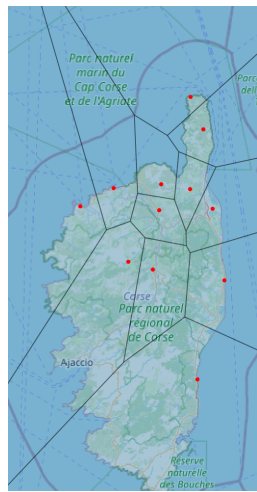 Parc naturel
marin du
Cap Corse
et de l'Agriate
Parc
dell
Corse
Parc naturel
régional
de Corse
Ajaccio
Réserve
naturelle
des Bouches